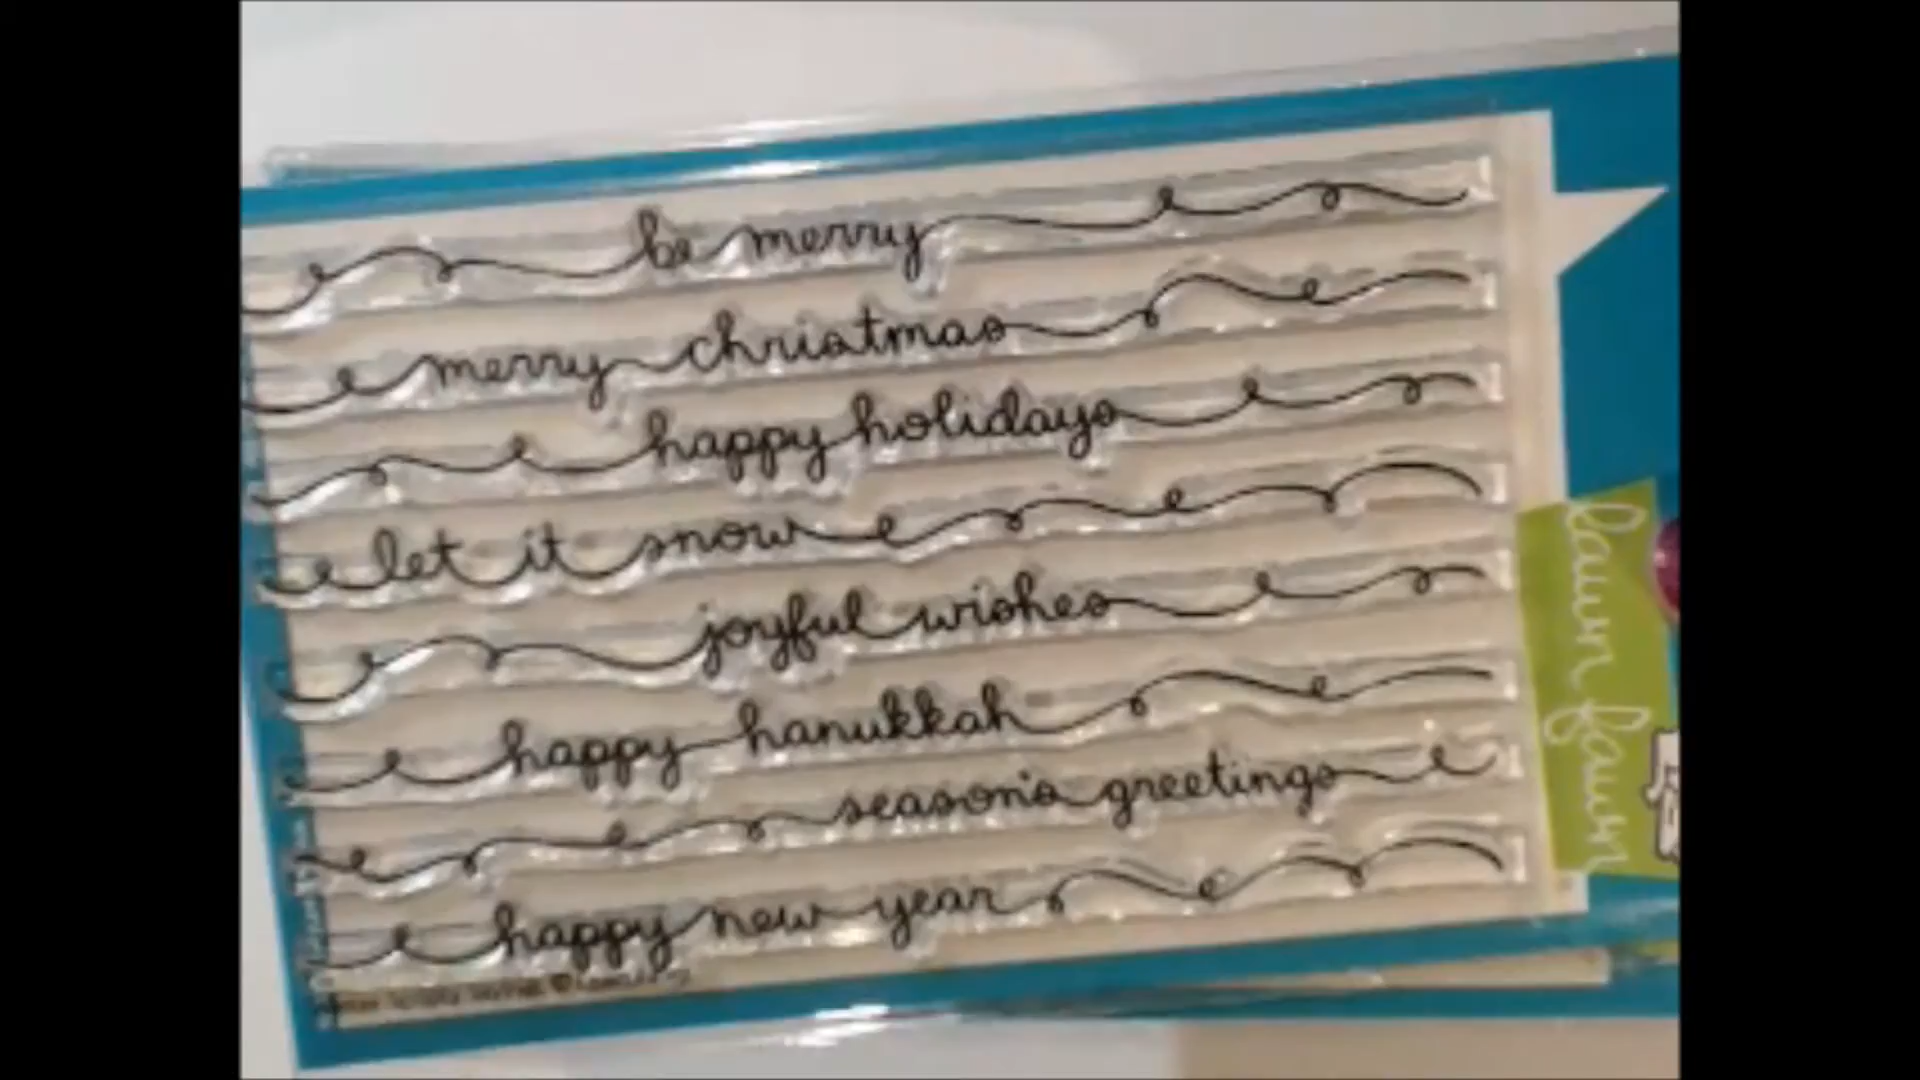 be merry
merry christmas
happy holidays
let it snow
joyful wishes
happy hanukkah
season's greetings
happy new year
lawn fawn